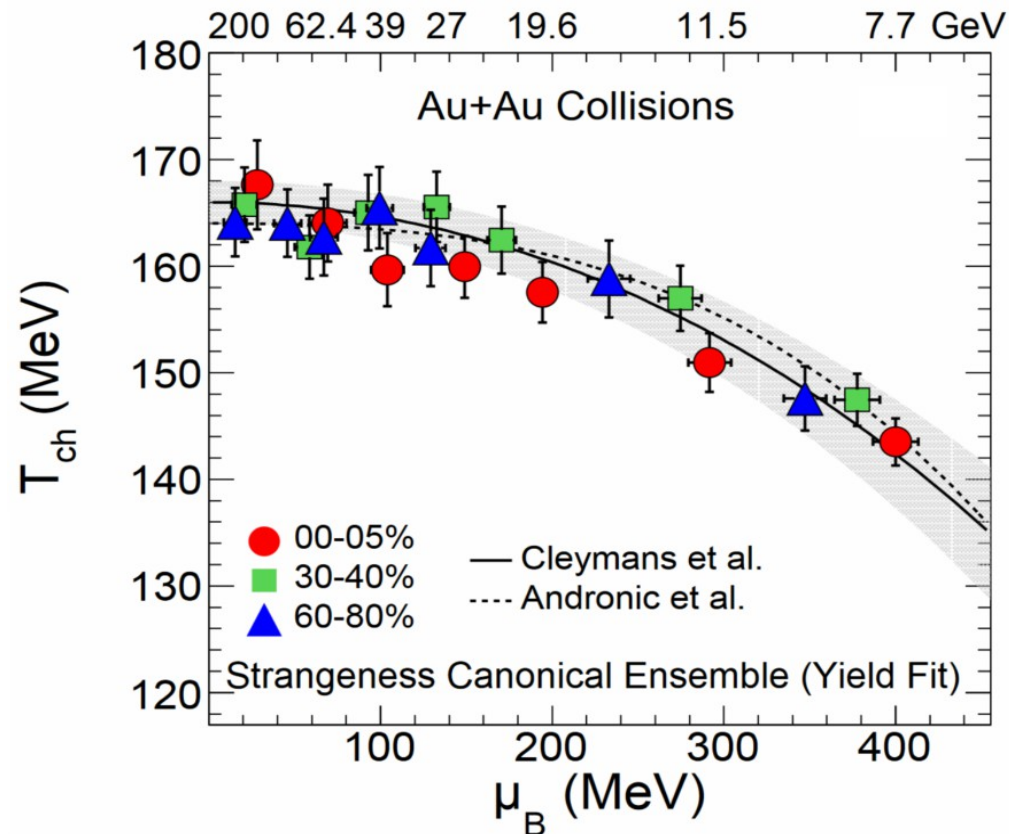 200 62.4 39 27 19.6 11.5 7.7 GeV
180
170
160
150
140
130
120
T_ch (MeV)
Au+Au Collisions
00-05%
30-40%
60-80%
Cleymans et al.
Andronic et al.
Strangeness Canonical Ensemble (Yield Fit)
100 200 300 400
μ_B (MeV)